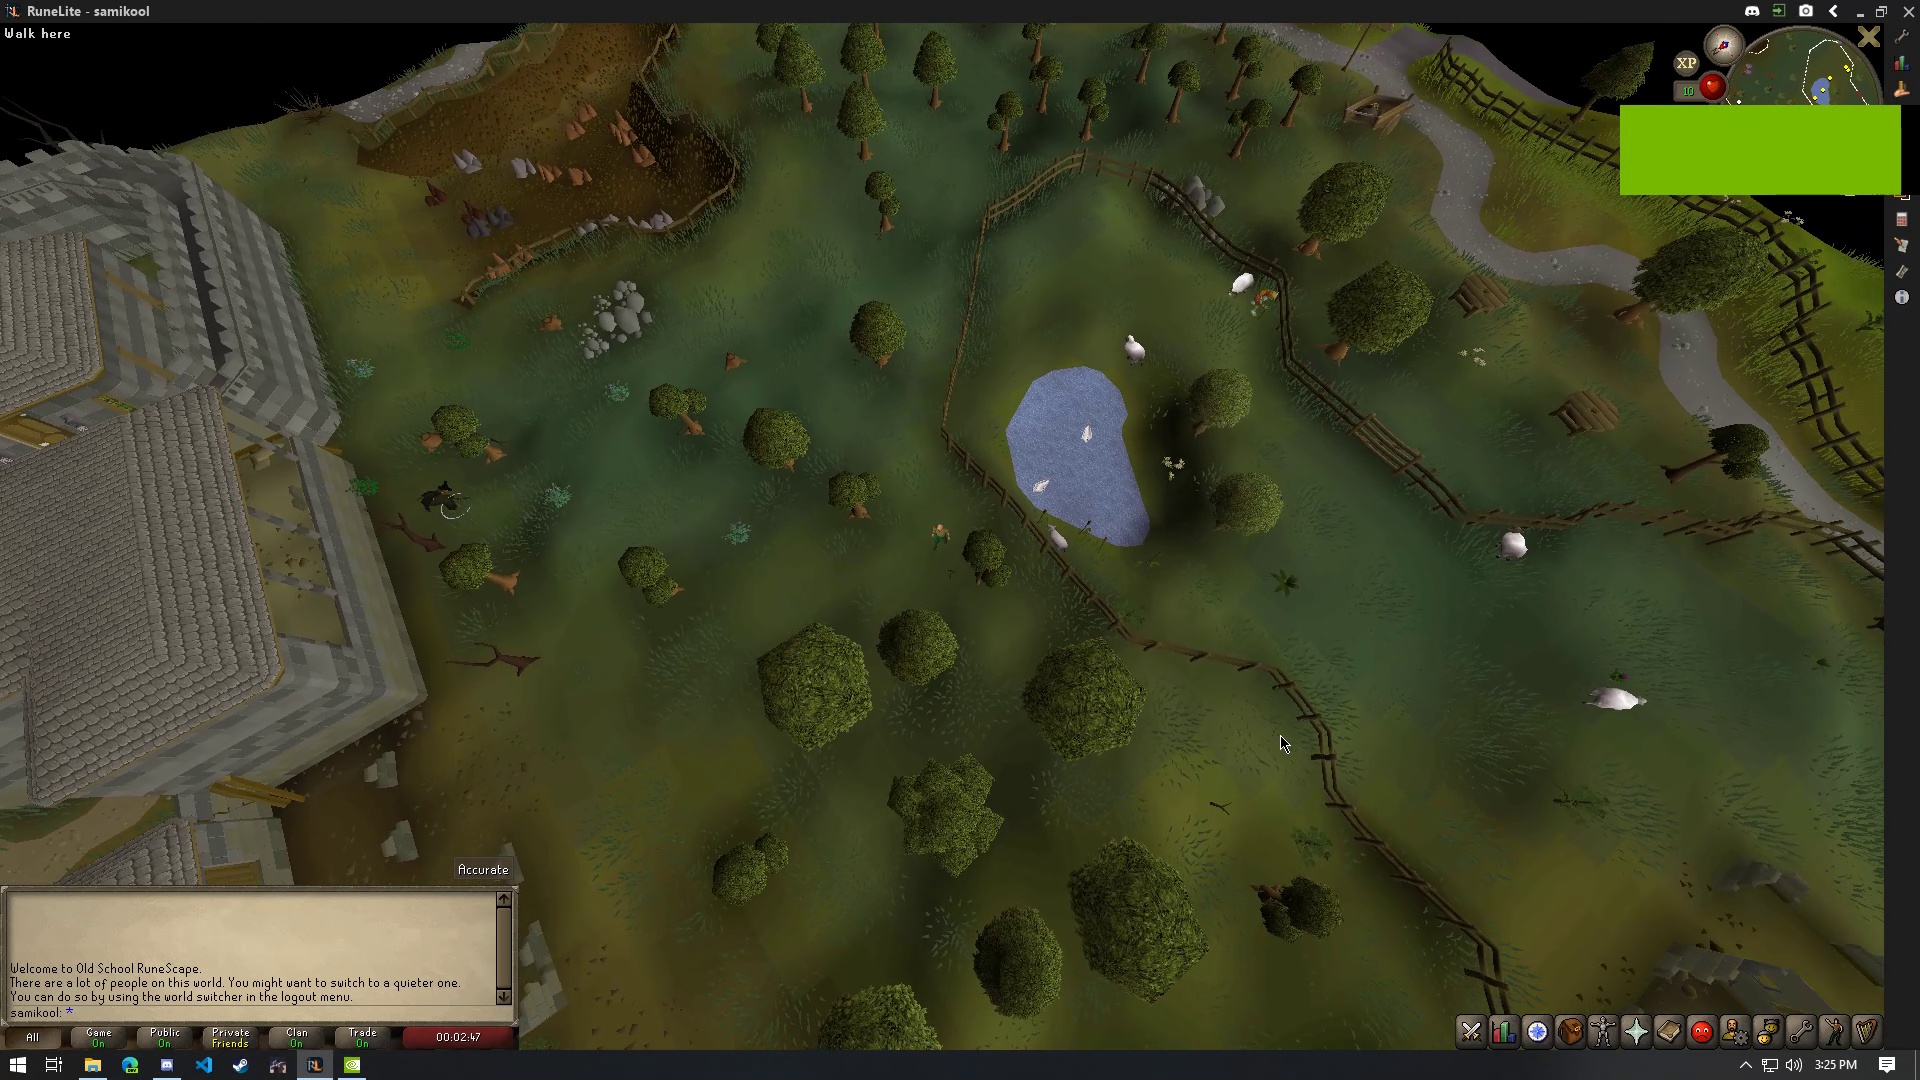 RuneLite - samikool
Walk here
XP
10
Accurate
Welcome to Old School RuneScape.
There are a lot of people on this world. You might want to switch to a quieter one.
You can do so by using the world switcher in the logout menu.
samikool: *
All
Game
On
Public
On
Private
Friends
Clan
On
Trade
On
00:02:47
3:25 PM